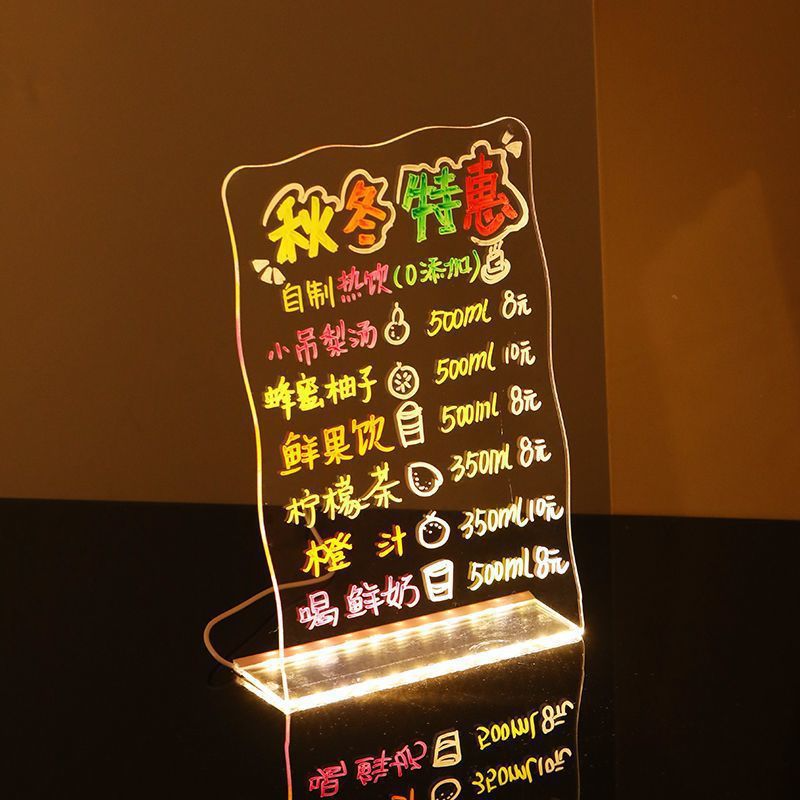 秋冬特惠
自制热饮(0添加)
小吊梨汤 500ml 8元
蜂蜜柚子 500ml 10元
鲜果饮 500ml 8元
柠檬茶 350ml 8元
橙汁 350ml 10元
喝鲜奶 500ml 8元